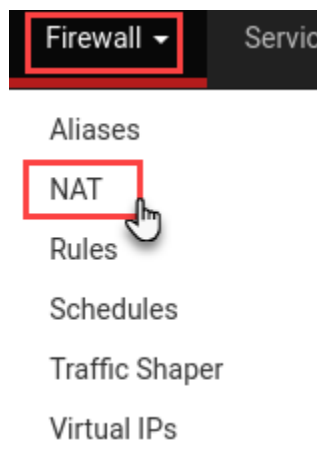 Firewall Servic
Aliases
NAT
Rules
Schedules
Traffic Shaper
Virtual IPs